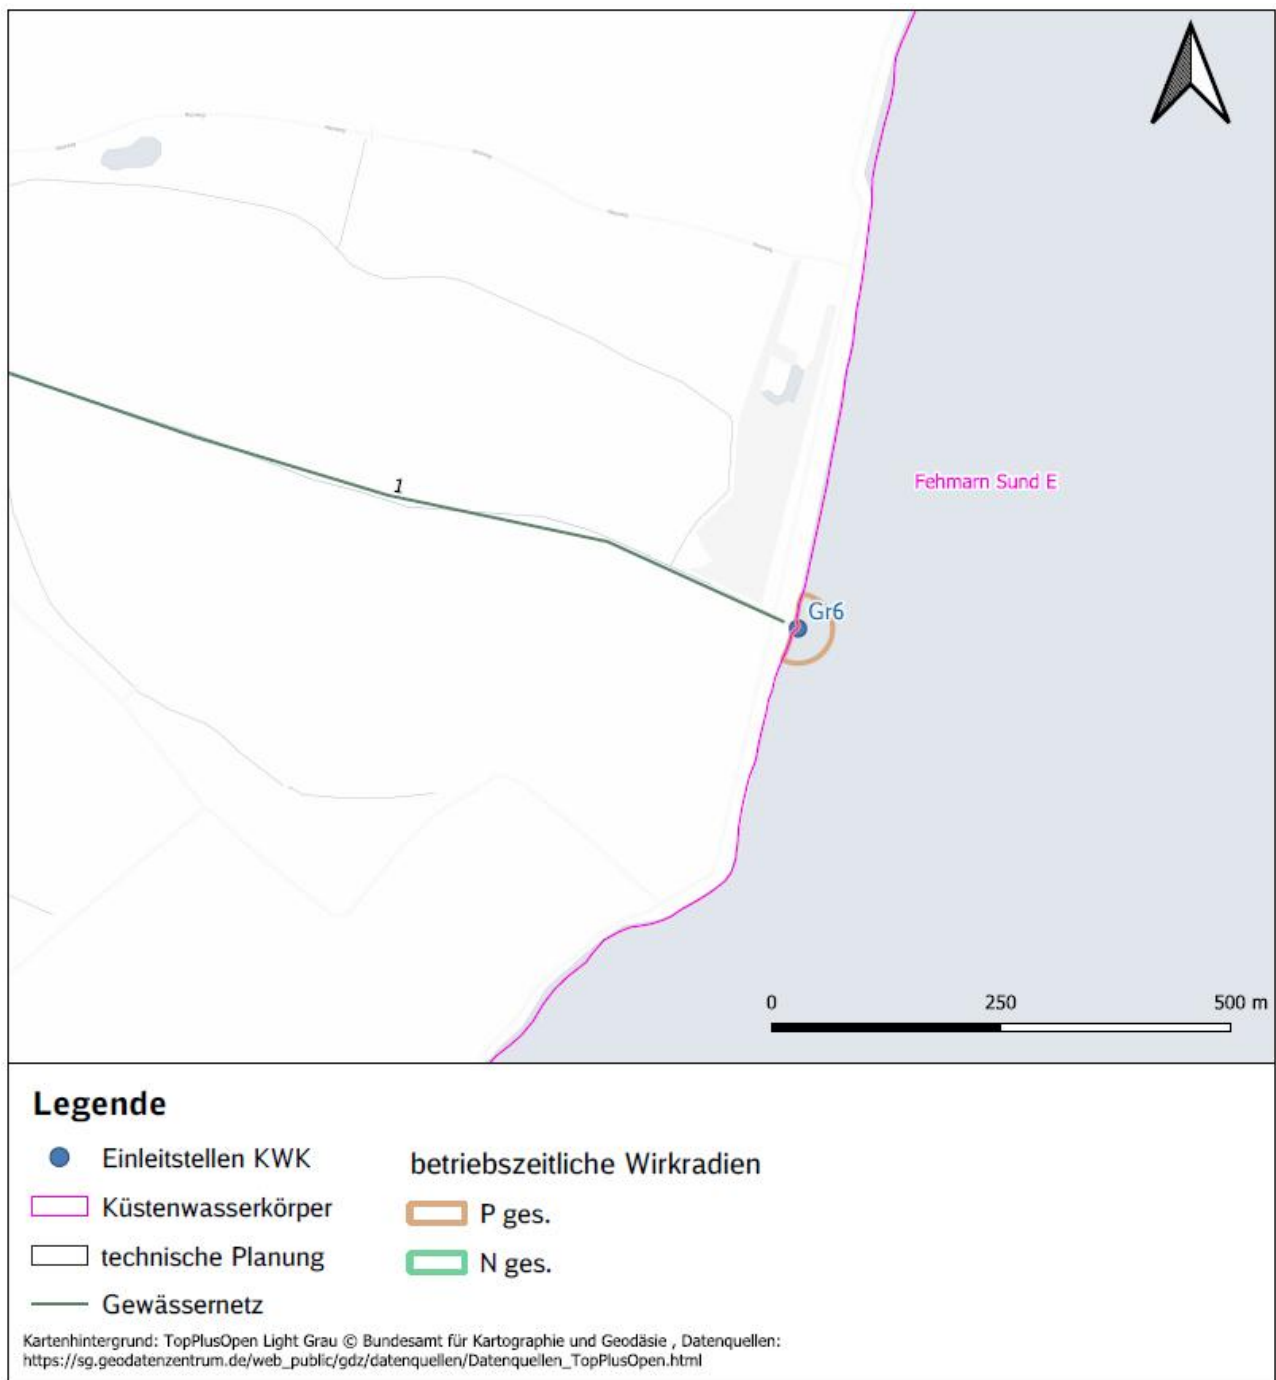 Fehmarn Sund E
1
Gr6
0 250 500 m
Legende
Einleitstellen KWK
Küstenwasserkörper
technische Planung
Gewässernetz
betriebszeitliche Wirkradien
P ges.
N ges.
Kartenhintergrund: TopPlusOpen Light Grau © Bundesamt für Kartographie und Geodäsie , Datenquellen:
https://sg.geodatenzentrum.de/web_public/gdz/datenquellen/Datenquellen_TopPlusOpen.html